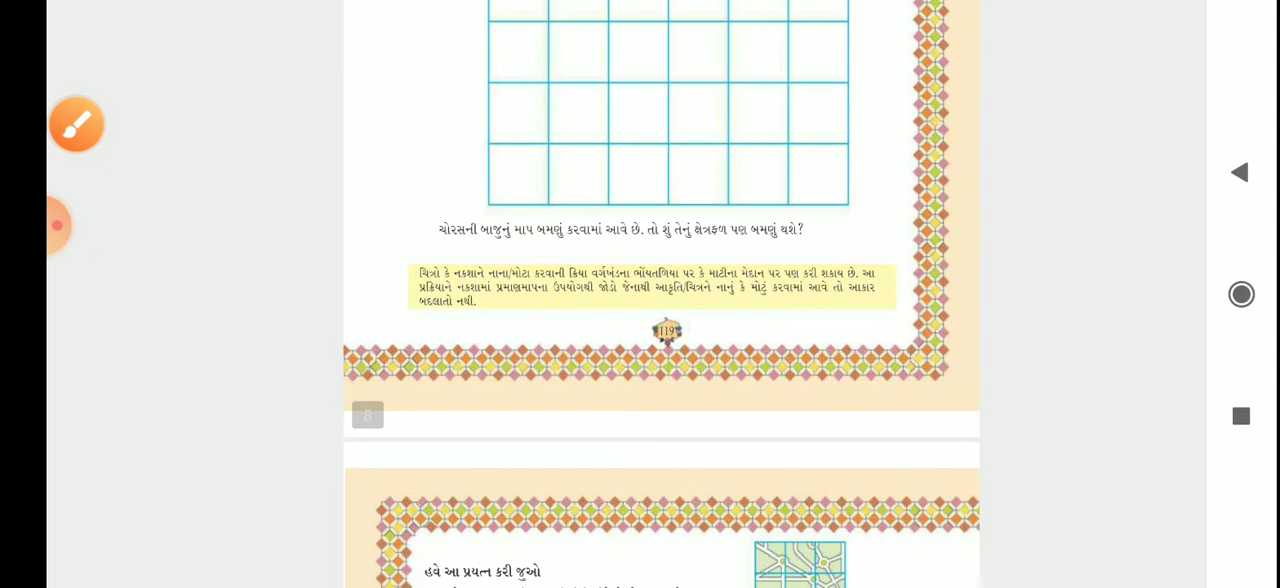 ચોરસની બાજુનું માપ બમણું કરવામાં આવે છે. તો શું તેનું ક્ષેત્રફળ પણ બમણું થશે?
ચિત્રો કે નકશાને નાના/મોટા કરવાની ક્રિયા વર્ગખંડના ભોંયતળિયા પર કે માટીના મેદાન પર પણ કરી શકાય છે. આ
પ્રક્રિયાને નકશામાં પ્રમાણમાપના ઉપયોગથી જોડો જેનાથી આકૃતિ/ચિત્રને નાનું કે મોટું કરવામાં આવે તો આકાર
બદલાતો નથી.
119
8
હવે આ પ્રયત્ન કરી જુઓ